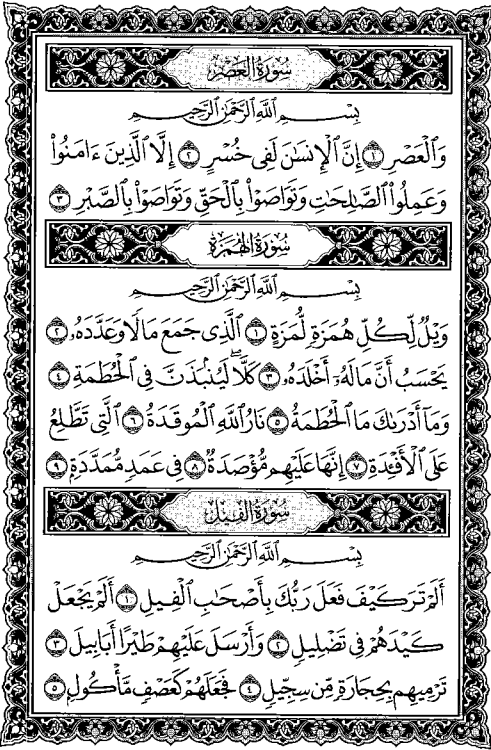 سُورَةُ العَصْرِ
بِسْمِ ٱللَّهِ ٱلرَّحْمَٰنِ ٱلرَّحِيمِ
وَٱلْعَصْرِ ١ إِنَّ ٱلْإِنسَٰنَ لَفِى خُسْرٍ ٢ إِلَّا ٱلَّذِينَ ءَامَنُوا۟
وَعَمِلُوا۟ ٱلصَّٰلِحَٰتِ وَتَوَاصَوْا۟ بِٱلْحَقِّ وَتَوَاصَوْا۟ بِٱلصَّبْرِ ٣
سُورَةُ الهُمَزَةِ
بِسْمِ ٱللَّهِ ٱلرَّحْمَٰنِ ٱلرَّحِيمِ
وَيْلٌ لِّكُلِّ هُمَزَةٍ لُّمَزَةٍ ١ ٱلَّذِى جَمَعَ مَالًا وَعَدَّدَهُۥ ٢
يَحْسَبُ أَنَّ مَالَهُۥٓ أَخْلَدَهُۥ ٣ كَلَّا ۖ لَيُنۢبَذَنَّ فِى ٱلْحُطَمَةِ ٤
وَمَآ أَدْرَىٰكَ مَا ٱلْحُطَمَةُ ٥ نَارُ ٱللَّهِ ٱلْمُوقَدَةُ ٦ ٱلَّتِى تَطَّلِعُ
عَلَى ٱلْأَفْـِٔدَةِ ٧ إِنَّهَا عَلَيْهِم مُّؤْصَدَةٌ ٨ فِى عَمَدٍ مُّمَدَّدَةٍۭ ٩
سُورَةُ الفِيلِ
بِسْمِ ٱللَّهِ ٱلرَّحْمَٰنِ ٱلرَّحِيمِ
أَلَمْ تَرَ كَيْفَ فَعَلَ رَبُّكَ بِأَصْحَٰبِ ٱلْفِيلِ ١ أَلَمْ يَجْعَلْ
كَيْدَهُمْ فِى تَضْلِيلٍ ٢ وَأَرْسَلَ عَلَيْهِمْ طَيْرًا أَبَابِيلَ ٣
تَرْمِيهِم بِحِجَارَةٍ مِّن سِجِّيلٍ ٤ فَجَعَلَهُمْ كَعَصْفٍ مَّأْكُولٍۭ ٥